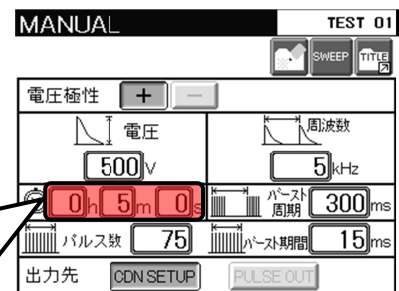 MANUAL TEST 01
SWEEP TITLE
電圧極性 + −
電圧 周波数
500 V 5 kHz
0 h 5 m 0 s バースト周期 300 ms
パルス数 75 バースト期間 15 ms
出力先 CDN SETUP PULSE OUT